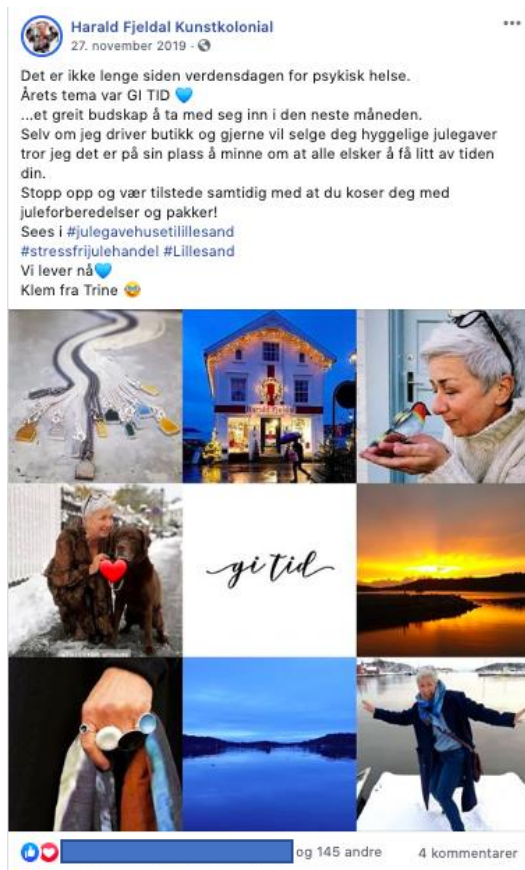 Harald Fjeldal Kunstkolonial
27. november 2019 ·
Det er ikke lenge siden verdensdagen for psykisk helse.
Årets tema var GI TID 💙
...et greit budskap å ta med seg inn i den neste måneden.
Selv om jeg driver butikk og gjerne vil selge deg hyggelige julegaver
tror jeg det er på sin plass å minne om at alle elsker å få litt av tiden
din.
Stopp opp og vær tilstede samtidig med at du koser deg med
juleforberedelser og pakker!
Sees i #julegavehusetilillesand
#stressfrijulehandel #Lillesand
Vi lever nå💙
Klem fra Trine 🥰
Harald Fjeldal
gi tid
og 145 andre
4 kommentarer